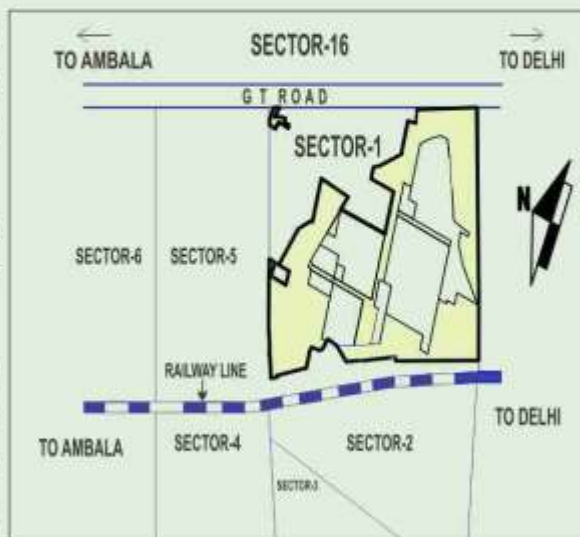 SECTOR-16
TO AMBALA
TO DELHI
G T ROAD
SECTOR-1
N
SECTOR-6
SECTOR-5
RAILWAY LINE
TO DELHI
TO AMBALA
SECTOR-4
SECTOR-2
SECTOR-3